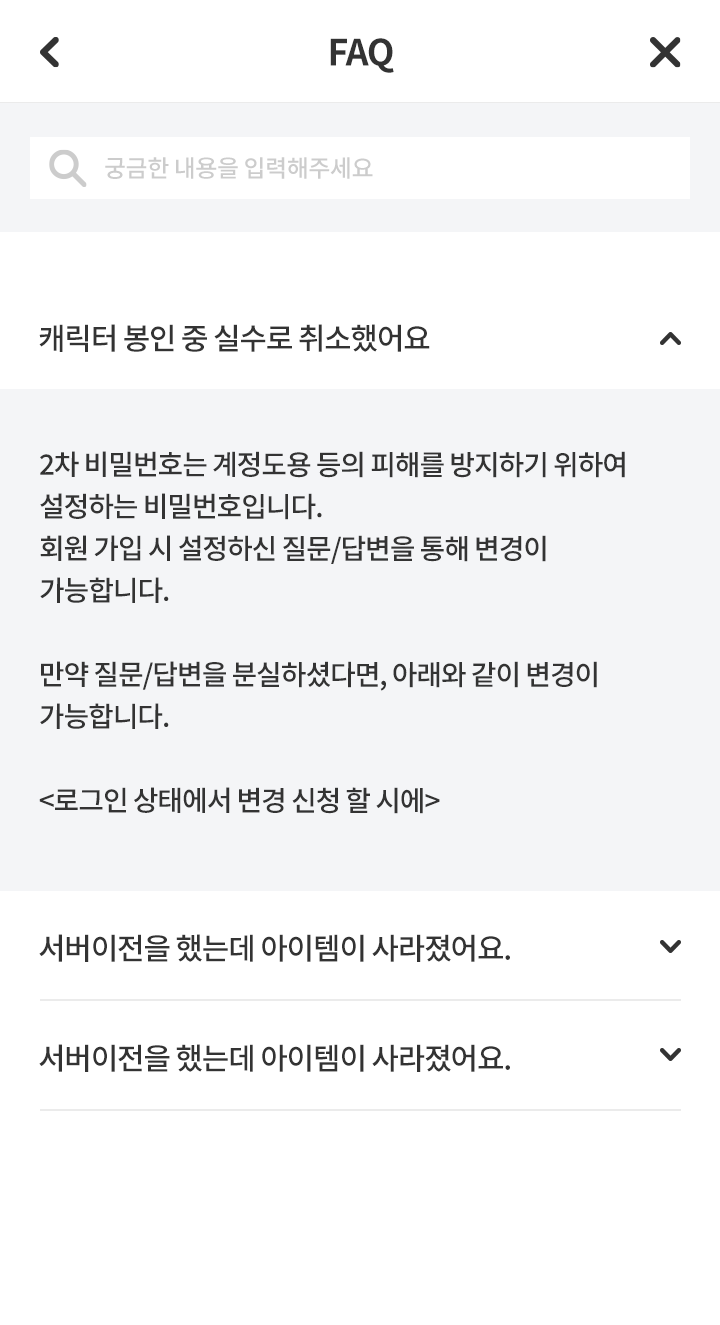 FAQ
궁금한 내용을 입력해주세요
캐릭터 봉인 중 실수로 취소했어요
2차 비밀번호는 계정도용 등의 피해를 방지하기 위하여
설정하는 비밀번호입니다.
회원 가입 시 설정하신 질문/답변을 통해 변경이
가능합니다.
만약 질문/답변을 분실하셨다면, 아래와 같이 변경이
가능합니다.
<로그인 상태에서 변경 신청 할 시에>
서버이전을 했는데 아이템이 사라졌어요.
서버이전을 했는데 아이템이 사라졌어요.